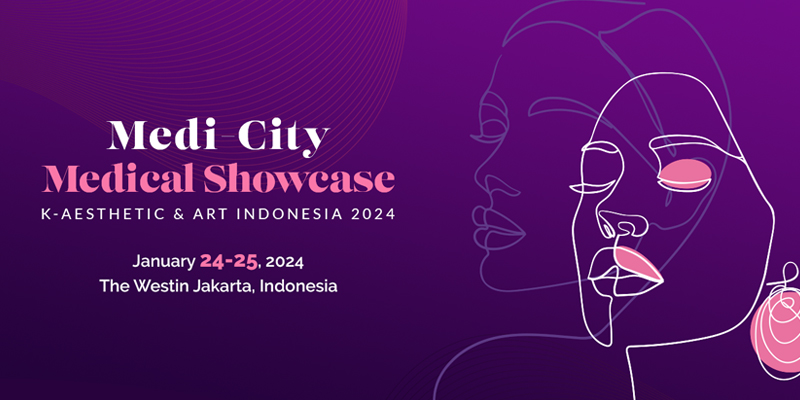 Medi-City
Medical Showcase
K-AESTHETIC & ART INDONESIA 2024
January 24-25, 2024
The Westin Jakarta, Indonesia